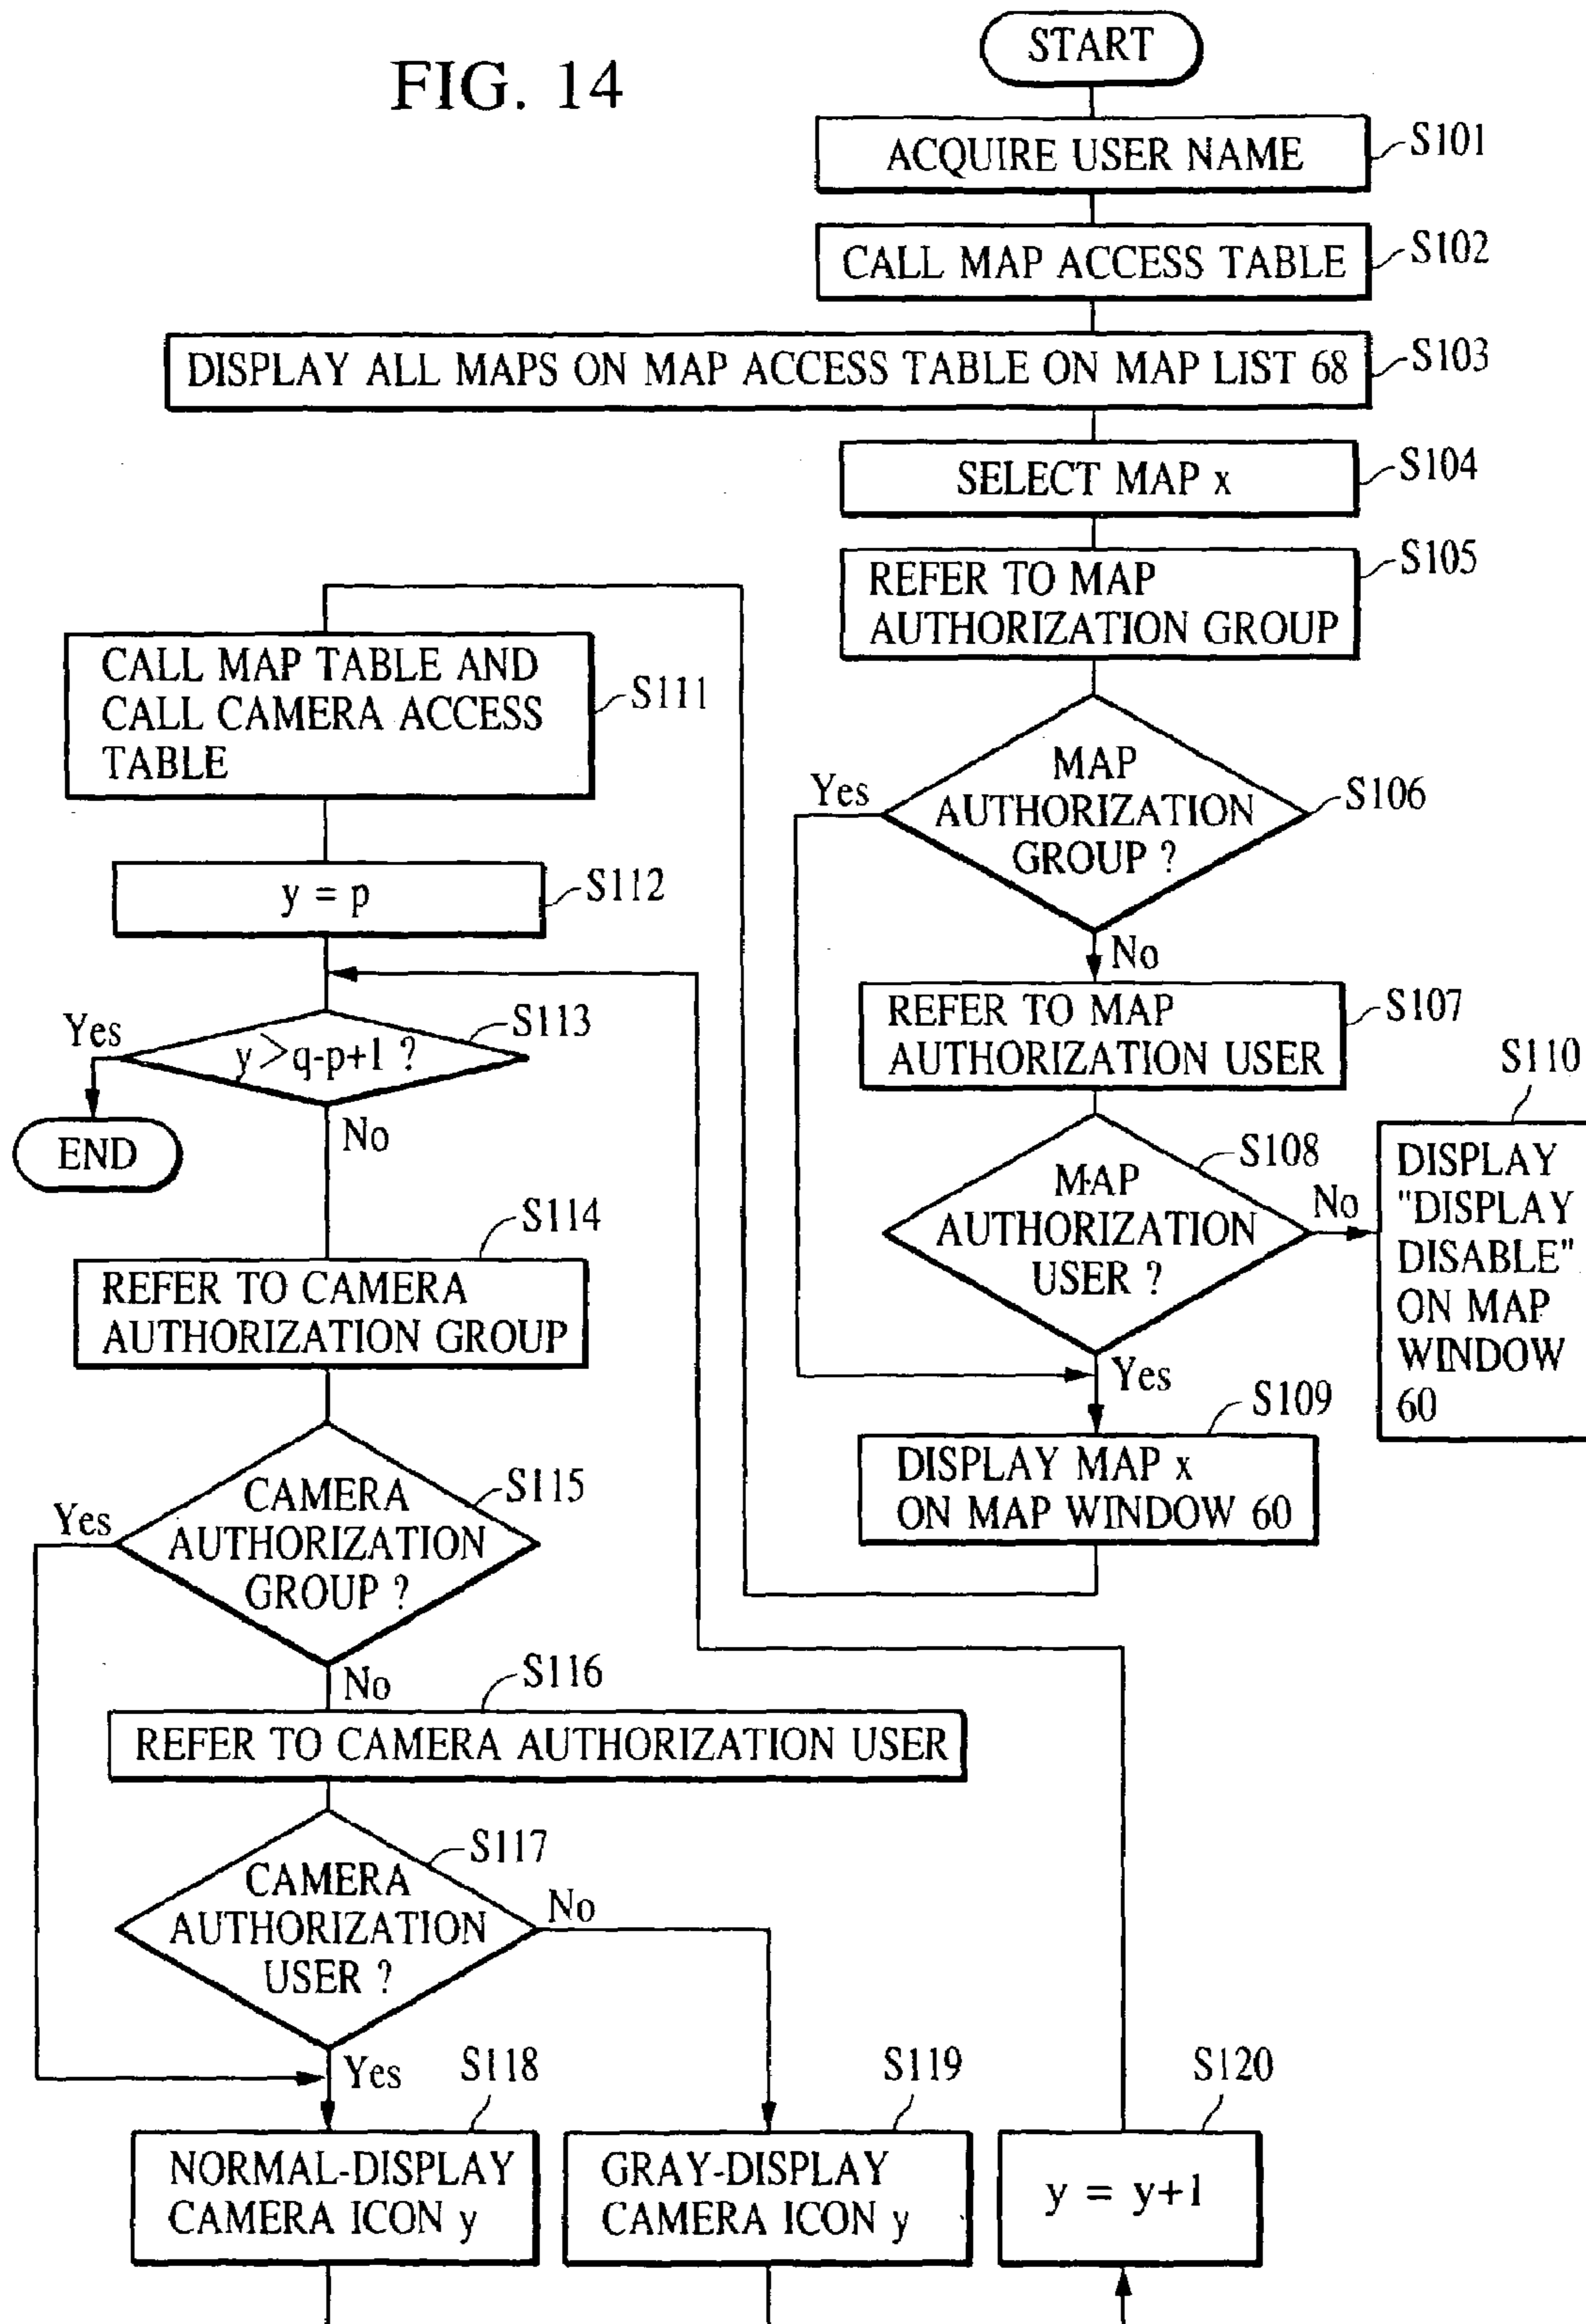 FIG. 14
START
ACQUIRE USER NAME
S101
CALL MAP ACCESS TABLE
S102
DISPLAY ALL MAPS ON MAP ACCESS TABLE ON MAP LIST 68
S103
SELECT MAP x
S104
REFER TO MAP
AUTHORIZATION GROUP
S105
MAP
AUTHORIZATION
GROUP ?
S106
Yes
No
REFER TO MAP
AUTHORIZATION USER
S107
MAP
AUTHORIZATION
USER ?
S108
No
Yes
S110
DISPLAY
"DISPLAY
DISABLE"
ON MAP
WINDOW
60
S109
DISPLAY MAP x
ON MAP WINDOW 60
CALL MAP TABLE AND
CALL CAMERA ACCESS
TABLE
S111
y = p
S112
y>q-p+1 ?
S113
Yes
END
No
S114
REFER TO CAMERA
AUTHORIZATION GROUP
CAMERA
AUTHORIZATION
GROUP ?
S115
Yes
No
S116
REFER TO CAMERA AUTHORIZATION USER
CAMERA
AUTHORIZATION
USER ?
S117
No
Yes
S118
NORMAL-DISPLAY
CAMERA ICON y
S119
GRAY-DISPLAY
CAMERA ICON y
S120
y = y+1